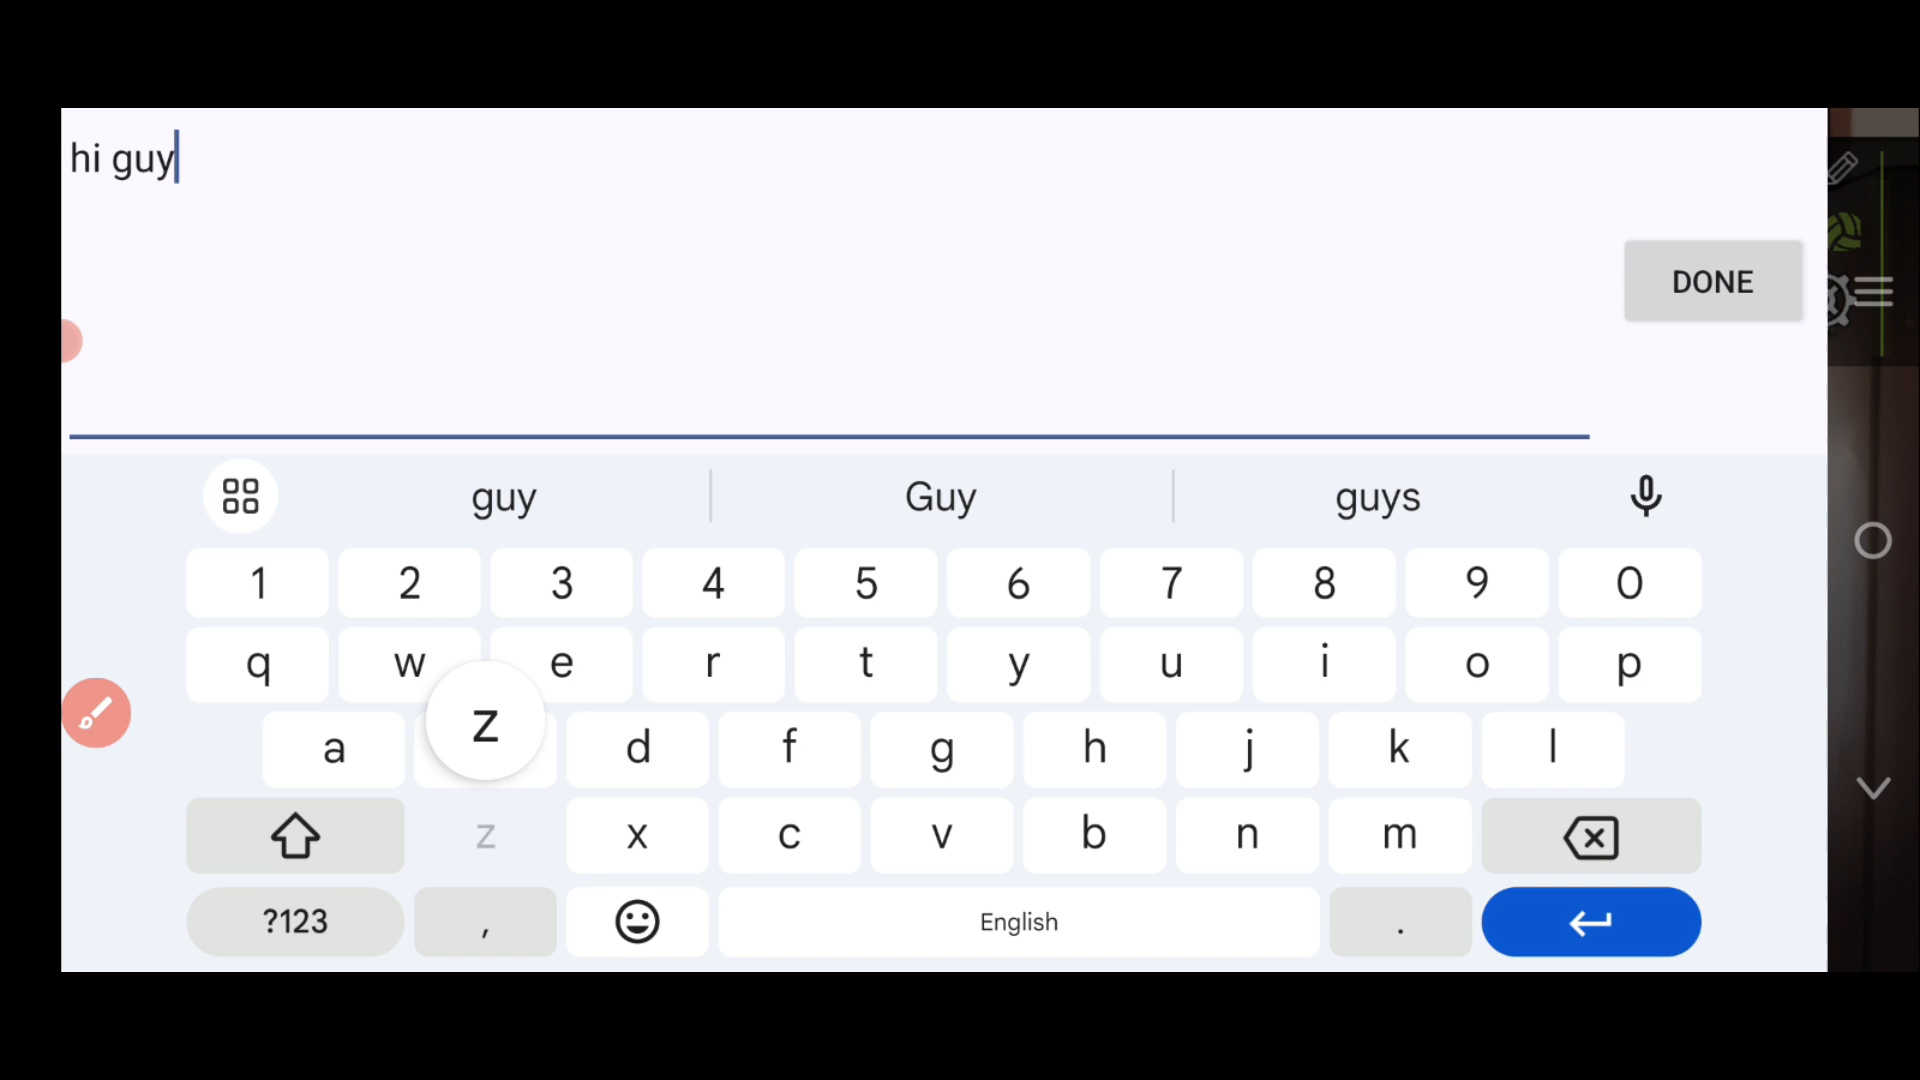 hi guy
DONE
guy Guy guys
1 2 3 4 5 6 7 8 9 0
q w e r t y u i o p
a z d f g h j k l
z x c v b n m
?123 , English .